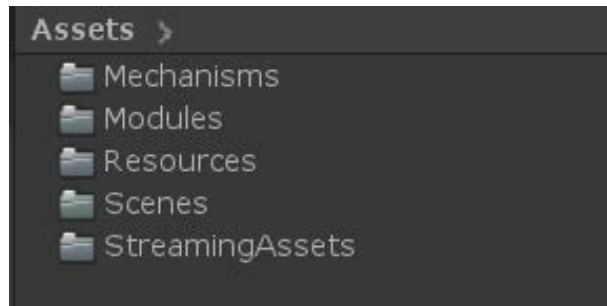 Assets >
Mechanisms
Modules
Resources
Scenes
StreamingAssets